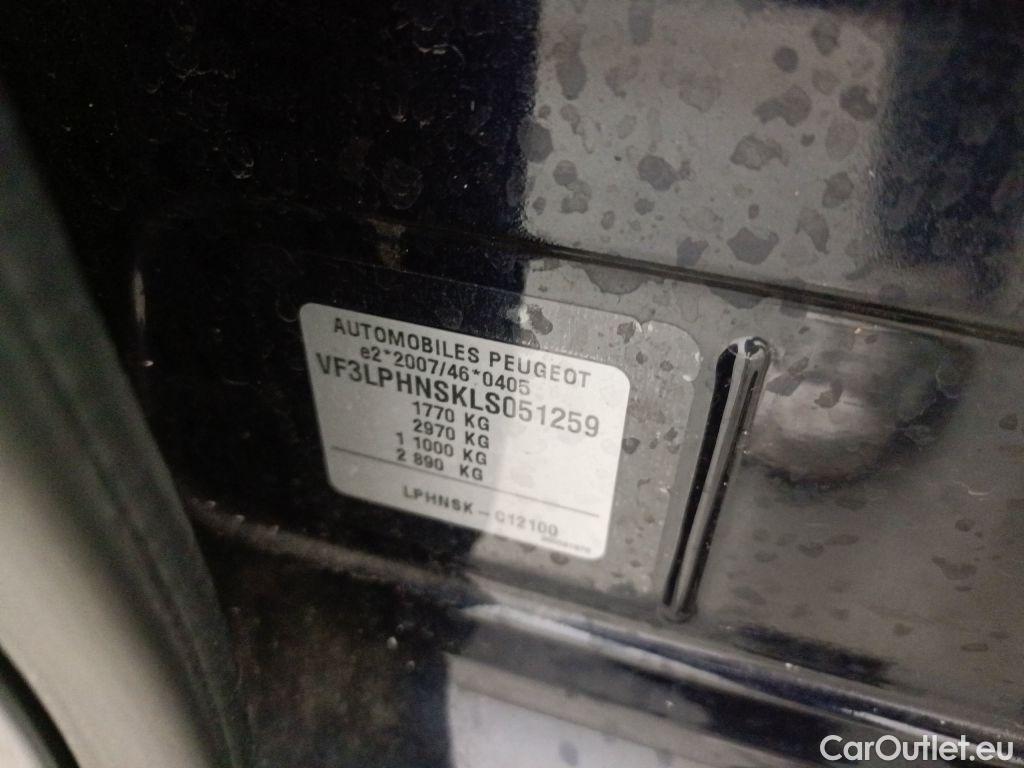 AUTOMOBILES PEUGEOT
e2*2007/46*0405
VF3LPHNSKLS051259
1770 KG
2970 KG
1 1000 KG
2 890 KG
LPHNSK - C12100
CarOutlet.eu